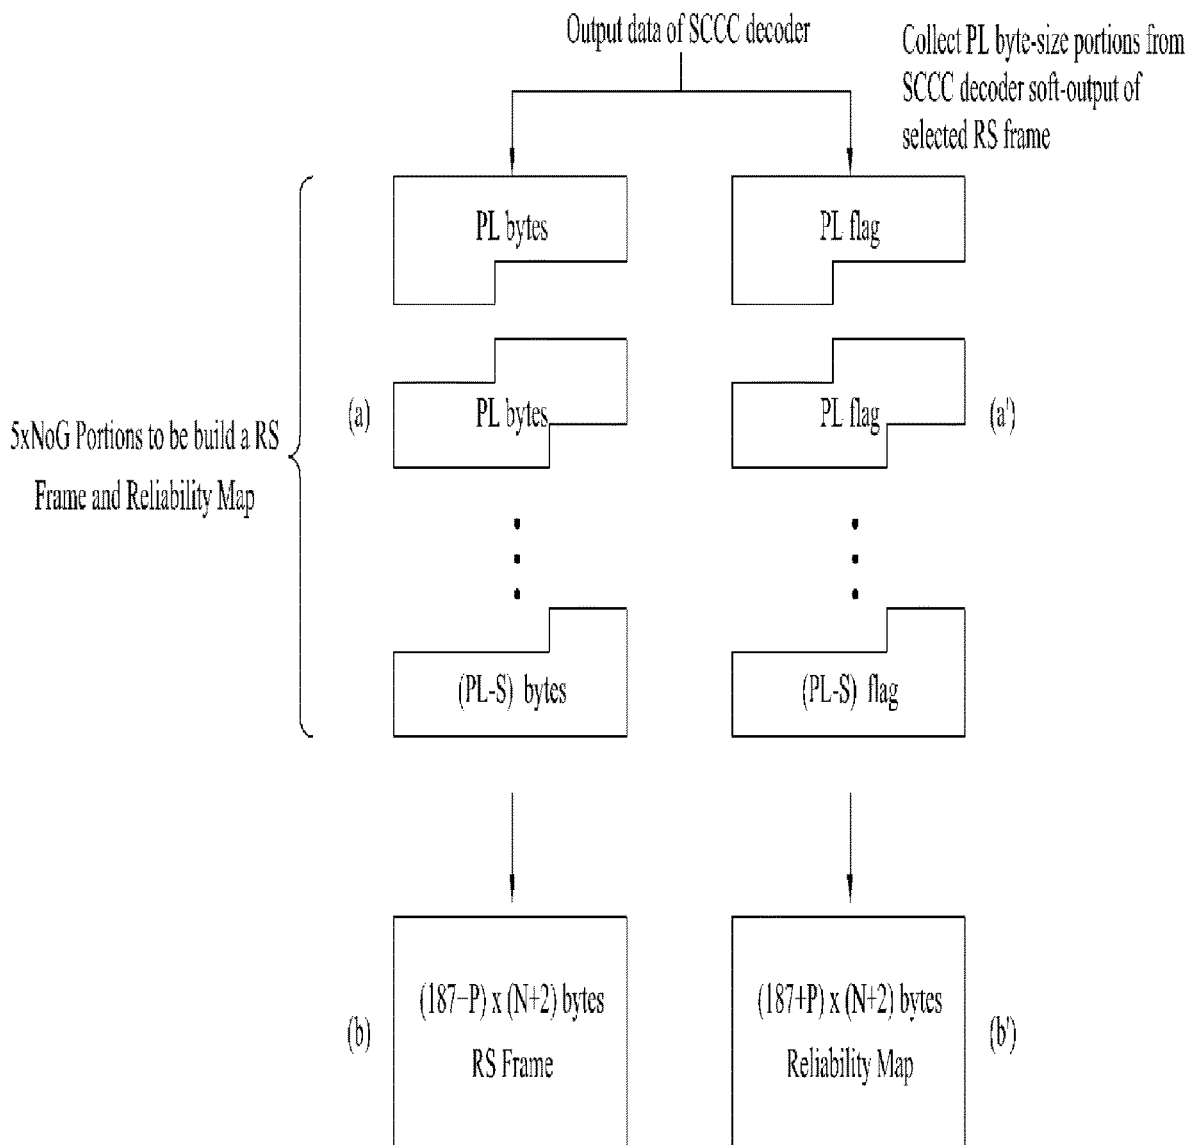 Output data of SCCC decoder
Collect PL byte-size portions from
SCCC decoder soft-output of
selected RS frame
PL bytes
PL flag
(a)
PL bytes
PL flag
(a')
5xNoG Portions to be build a RS
Frame and Reliability Map
(PL-S) bytes
(PL-S) flag
(b)
(187−P) x (N+2) bytes
RS Frame
(187+P) x (N+2) bytes
Reliability Map
(b')